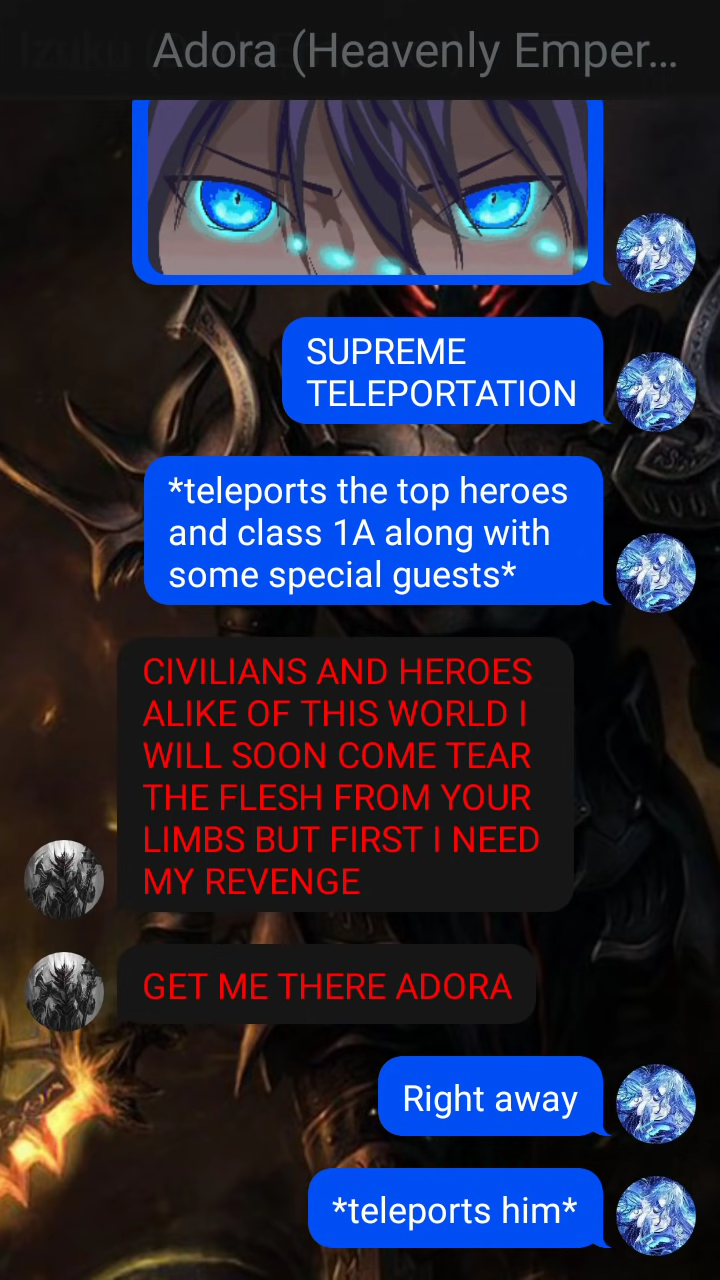 Adora (Heavenly Emper...
SUPREME
TELEPORTATION
*teleports the top heroes
and class 1A along with
some special guests*
CIVILIANS AND HEROES
ALIKE OF THIS WORLD I
WILL SOON COME TEAR
THE FLESH FROM YOUR
LIMBS BUT FIRST I NEED
MY REVENGE
GET ME THERE ADORA
Right away
*teleports him*